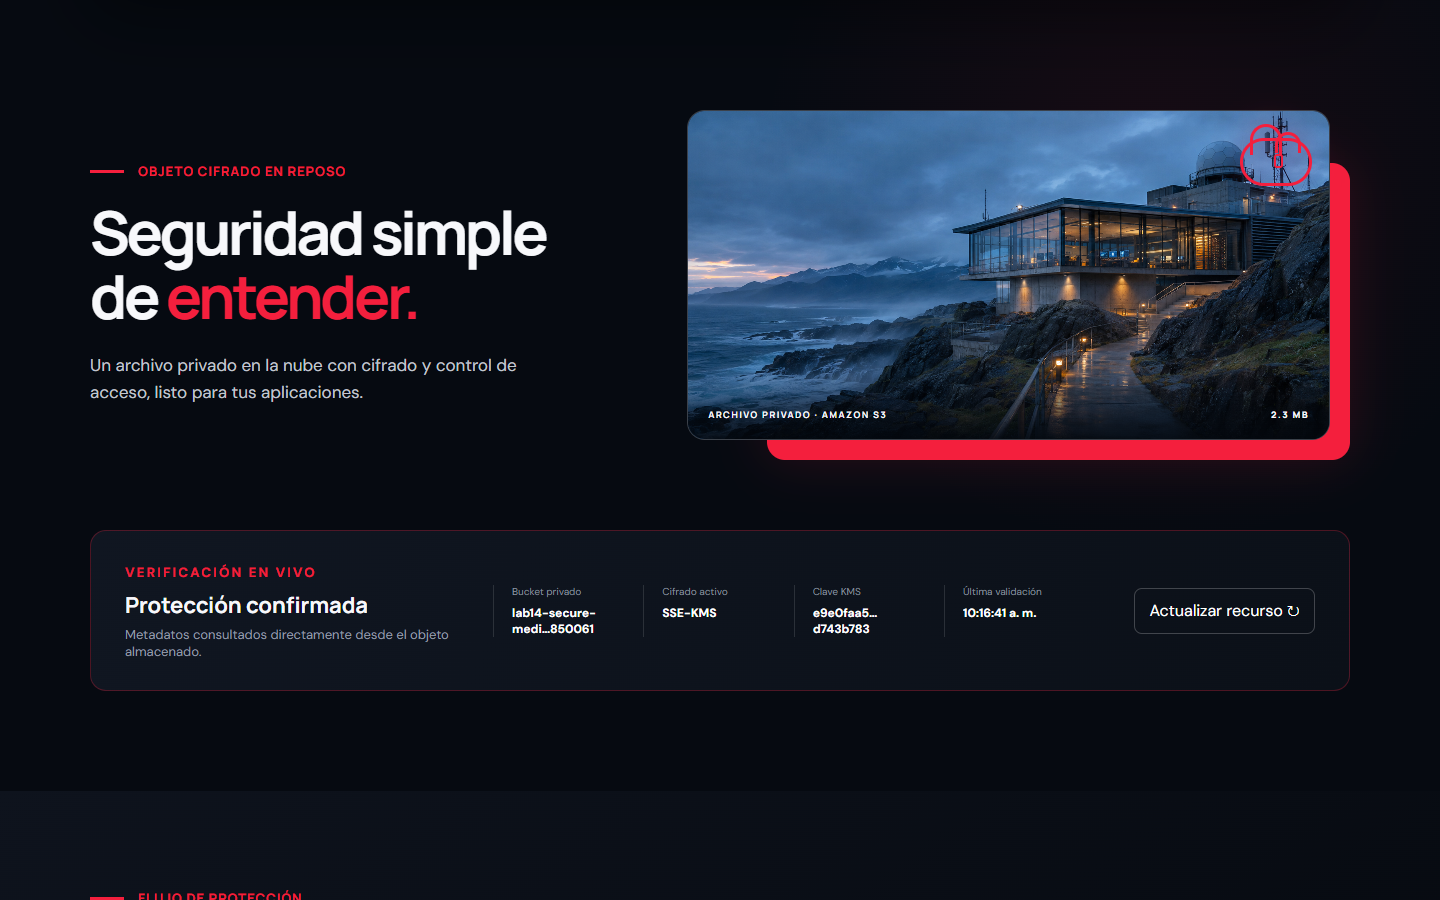 OBJETO CIFRADO EN REPOSO
Seguridad simple
de entender.
Un archivo privado en la nube con cifrado y control de
acceso, listo para tus aplicaciones.
ARCHIVO PRIVADO · AMAZON S3
2.3 MB
VERIFICACIÓN EN VIVO
Protección confirmada
Metadatos consultados directamente desde el objeto
almacenado.
Bucket privado
lab14-secure-
medi…850061
Cifrado activo
SSE-KMS
Clave KMS
e9e0faa5…
d743b783
Última validación
10:16:41 a. m.
Actualizar recurso ↻
FLUJO DE PROTECCIÓN